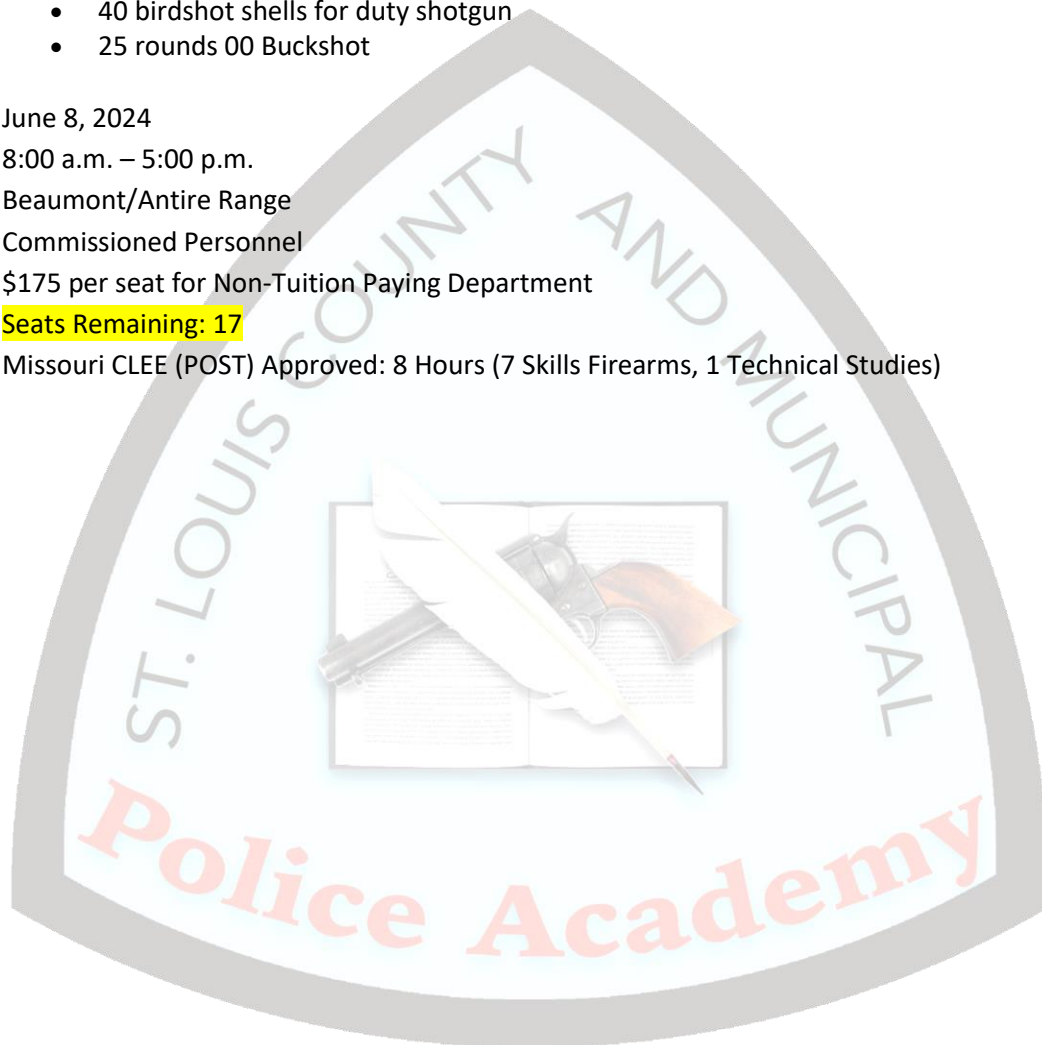 • 40 birdshot shells for duty shotgun
• 25 rounds 00 Buckshot
June 8, 2024
8:00 a.m. – 5:00 p.m.
Beaumont/Antire Range
Commissioned Personnel
$175 per seat for Non-Tuition Paying Department
Seats Remaining: 17
Missouri CLEE (POST) Approved: 8 Hours (7 Skills Firearms, 1 Technical Studies)
ST. LOUIS COUNTY AND MUNICIPAL
Police Academy